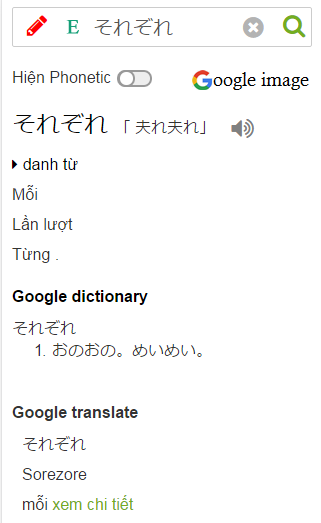 E それぞれ
Hiện Phonetic Google image
それぞれ 「 夫れ夫れ」
danh từ
Mỗi
Lần lượt
Từng .
Google dictionary
それぞれ
1. おのおの。めいめい。
Google translate
それぞれ
Sorezore
mỗi xem chi tiết